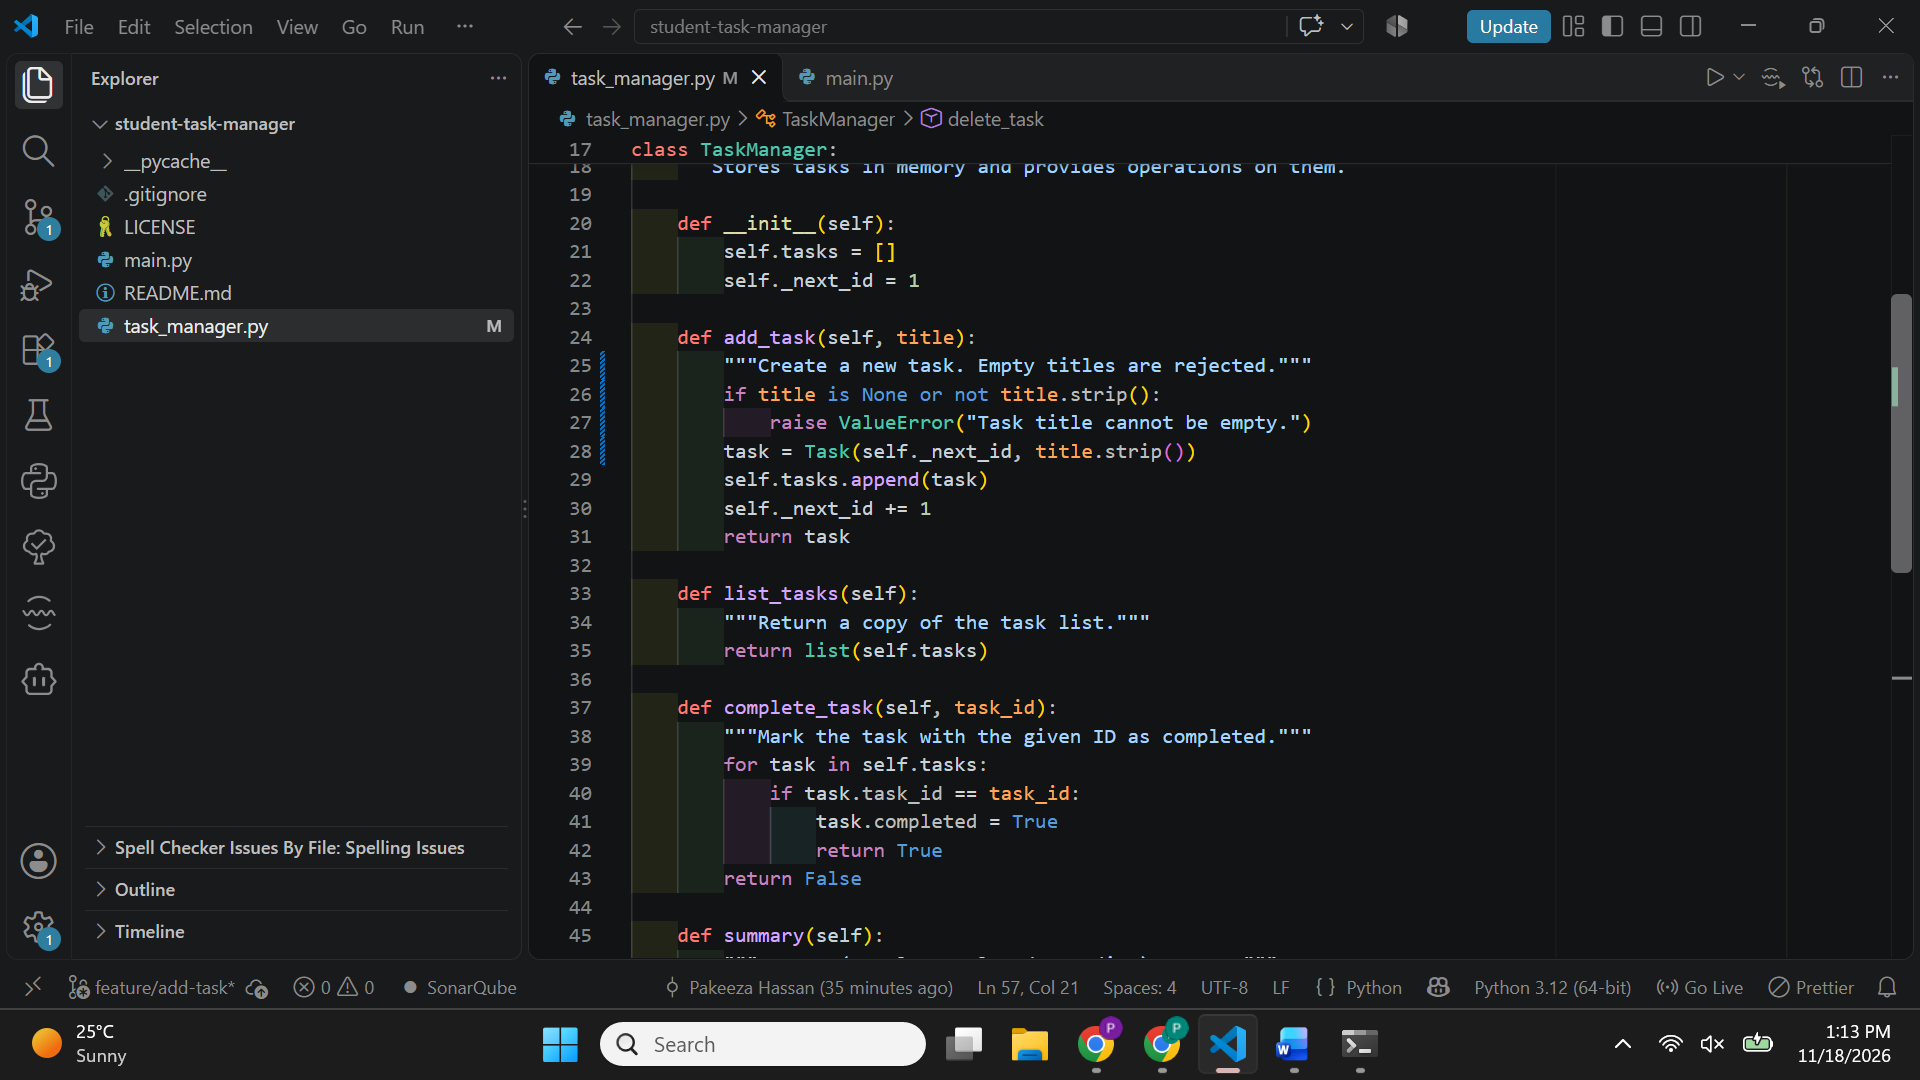 File Edit Selection View Go Run ···
student-task-manager
Update
Explorer
student-task-manager
__pycache__
.gitignore
LICENSE
main.py
README.md
task_manager.py M
Spell Checker Issues By File: Spelling Issues
Outline
Timeline
1
1
1
task_manager.py M
main.py
task_manager.py > TaskManager > delete_task
17 class TaskManager:
18 Stores tasks in memory and provides operations on them.
19
20 def __init__(self):
21 self.tasks = []
22 self._next_id = 1
23
24 def add_task(self, title):
25 """Create a new task. Empty titles are rejected."""
26 if title is None or not title.strip():
27 raise ValueError("Task title cannot be empty.")
28 task = Task(self._next_id, title.strip())
29 self.tasks.append(task)
30 self._next_id += 1
31 return task
32
33 def list_tasks(self):
34 """Return a copy of the task list."""
35 return list(self.tasks)
36
37 def complete_task(self, task_id):
38 """Mark the task with the given ID as completed."""
39 for task in self.tasks:
40 if task.task_id == task_id:
41 task.completed = True
42 return True
43 return False
44
45 def summary(self):
feature/add-task* 0 0 SonarQube Pakeeza Hassan (35 minutes ago) Ln 57, Col 21 Spaces: 4 UTF-8 LF { } Python Python 3.12 (64-bit) Go Live Prettier
25°C
Sunny
Search
P
P
W
1:13 PM
11/18/2026